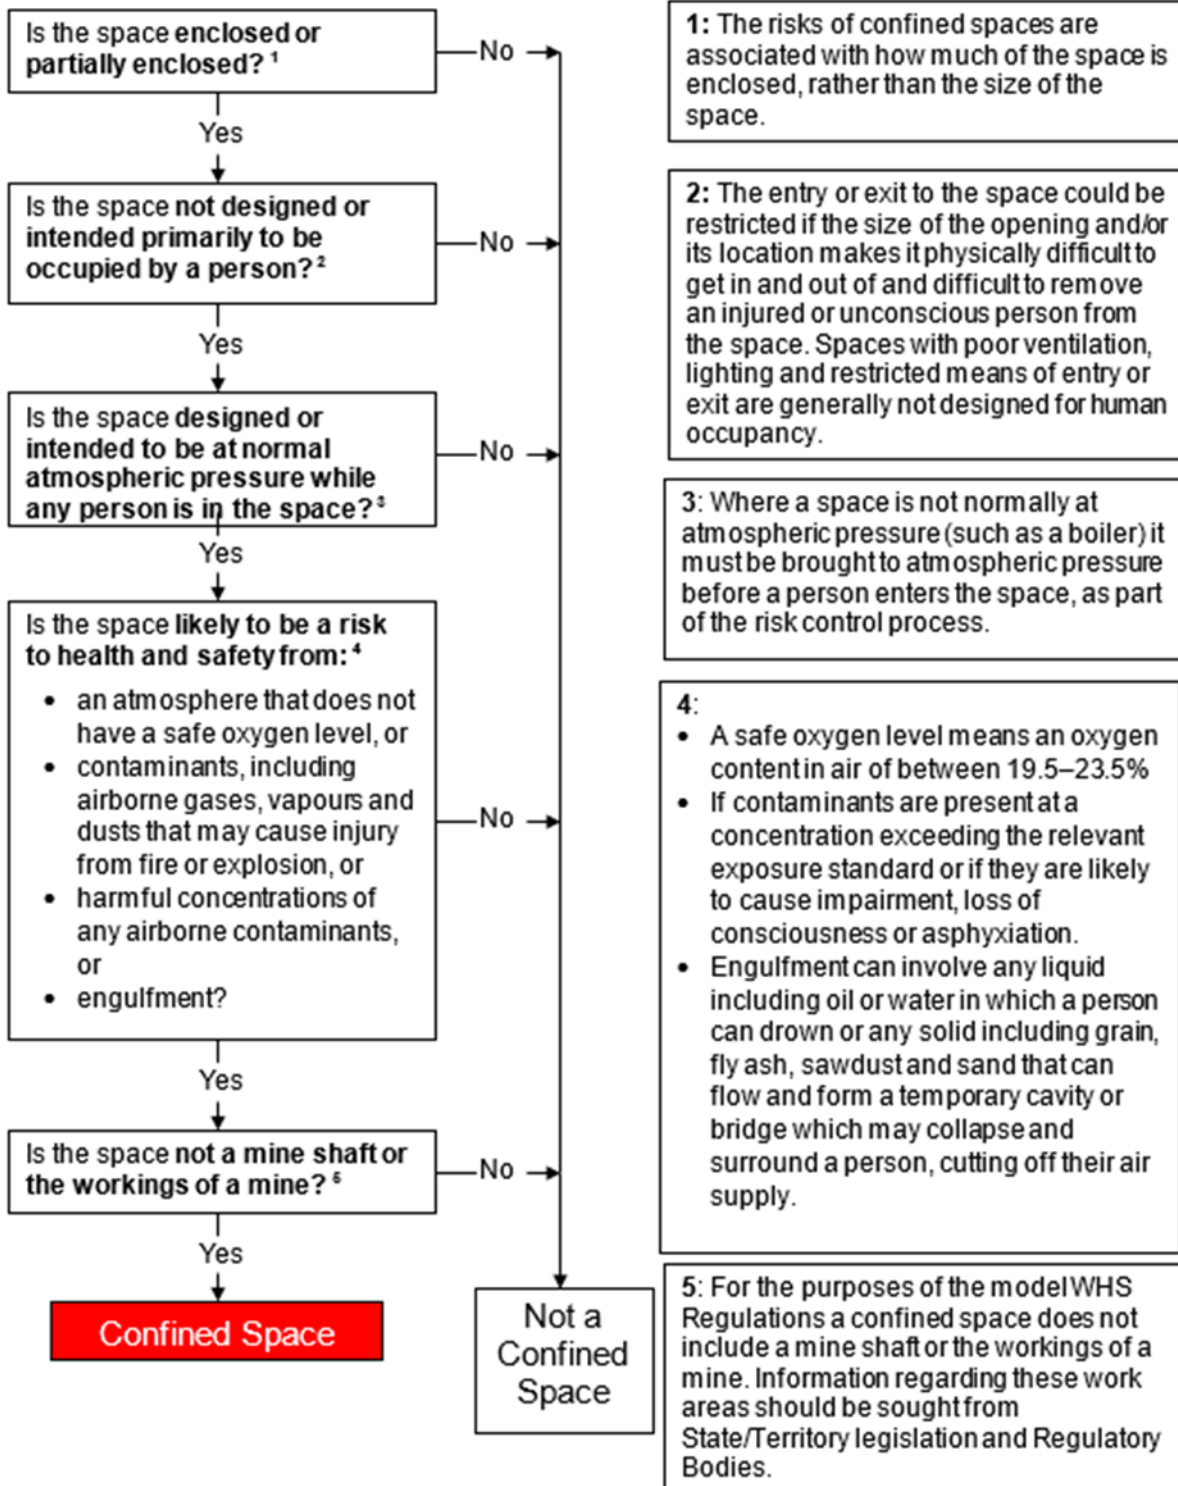 Is the space enclosed or
partially enclosed? 1
No
Yes
Is the space not designed or
intended primarily to be
occupied by a person? 2
No
Yes
Is the space designed or
intended to be at normal
atmospheric pressure while
any person is in the space? 3
No
Yes
Is the space likely to be a risk
to health and safety from: 4
• an atmosphere that does not
have a safe oxygen level, or
• contaminants, including
airborne gases, vapours and
dusts that may cause injury
from fire or explosion, or
• harmful concentrations of
any airborne contaminants,
or
• engulfment?
No
Yes
Is the space not a mine shaft or
the workings of a mine? 5
No
Yes
Confined Space
Not a
Confined
Space
1: The risks of confined spaces are
associated with how much of the space is
enclosed, rather than the size of the
space.
2: The entry or exit to the space could be
restricted if the size of the opening and/or
its location makes it physically difficult to
get in and out of and difficult to remove
an injured or unconscious person from
the space. Spaces with poor ventilation,
lighting and restricted means of entry or
exit are generally not designed for human
occupancy.
3: Where a space is not normally at
atmospheric pressure (such as a boiler) it
must be brought to atmospheric pressure
before a person enters the space, as part
of the risk control process.
4:
• A safe oxygen level means an oxygen
content in air of between 19.5–23.5%
• If contaminants are present at a
concentration exceeding the relevant
exposure standard or if they are likely
to cause impairment, loss of
consciousness or asphyxiation.
• Engulfment can involve any liquid
including oil or water in which a person
can drown or any solid including grain,
fly ash, sawdust and sand that can
flow and form a temporary cavity or
bridge which may collapse and
surround a person, cutting off their air
supply.
5: For the purposes of the model WHS
Regulations a confined space does not
include a mine shaft or the workings of a
mine. Information regarding these work
areas should be sought from
State/Territory legislation and Regulatory
Bodies.